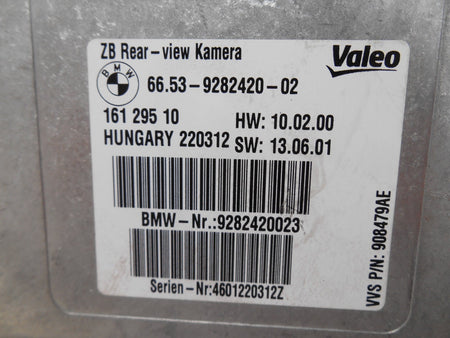 ZB Rear-view Kamera
Valeo
BMW
66.53-9282420-02
161 295 10
HW: 10.02.00
HUNGARY 220312
SW: 13.06.01
BMW-Nr.:9282420023
Serien-Nr:4601220312Z
VVS P/N: 908479AE